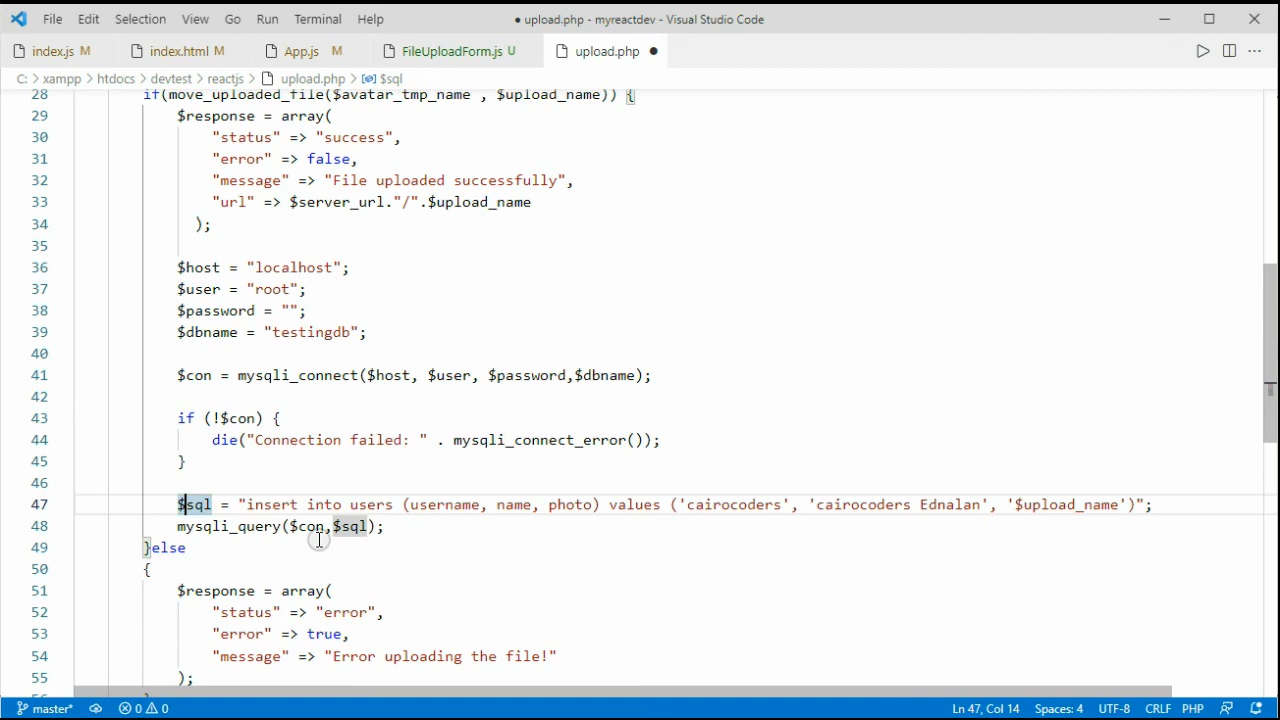 File Edit Selection View Go Run Terminal Help ● upload.php - myreactdev - Visual Studio Code
index.js M index.html M App.js M FileUploadForm.js U upload.php ●
C: > xampp > htdocs > devtest > reactjs > upload.php > $sql
28 if(move_uploaded_file($avatar_tmp_name , $upload_name)) {
29 $response = array(
30 "status" => "success",
31 "error" => false,
32 "message" => "File uploaded successfully",
33 "url" => $server_url."/".$upload_name
34 );
35
36 $host = "localhost";
37 $user = "root";
38 $password = "";
39 $dbname = "testingdb";
40
41 $con = mysqli_connect($host, $user, $password,$dbname);
42
43 if (!$con) {
44 die("Connection failed: " . mysqli_connect_error());
45 }
46
47 $sql = "insert into users (username, name, photo) values ('cairocoders', 'cairocoders Ednalan', '$upload_name')";
48 mysqli_query($con,$sql);
49 }else
50 {
51 $response = array(
52 "status" => "error",
53 "error" => true,
54 "message" => "Error uploading the file!"
55 );
master* 0 0 Ln 47, Col 14 Spaces: 4 UTF-8 CRLF PHP